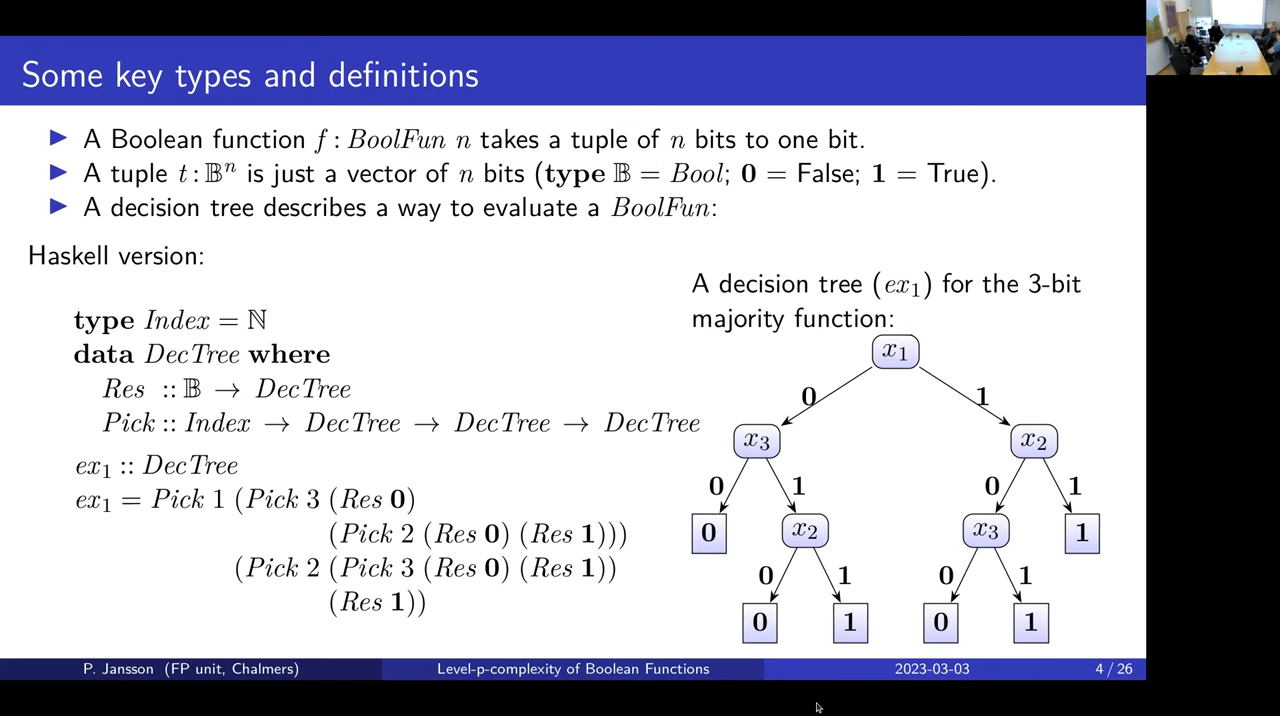 Some key types and definitions
▶ A Boolean function f : BoolFun n takes a tuple of n bits to one bit.
▶ A tuple t : 𝔹ⁿ is just a vector of n bits (type 𝔹 = Bool; 0 = False; 1 = True).
▶ A decision tree describes a way to evaluate a BoolFun:
Haskell version:
type Index = ℕ
data DecTree where
Res :: 𝔹 → DecTree
Pick :: Index → DecTree → DecTree → DecTree
ex₁ :: DecTree
ex₁ = Pick 1 (Pick 3 (Res 0)
(Pick 2 (Res 0) (Res 1)))
(Pick 2 (Pick 3 (Res 0) (Res 1))
(Res 1))
A decision tree (ex₁) for the 3-bit
majority function:
x₁
0 1
x₃ x₂
0 1 0 1
0 x₂ x₃ 1
0 1 0 1
0 1 0 1
P. Jansson (FP unit, Chalmers) Level-p-complexity of Boolean Functions 2023-03-03 4 / 26